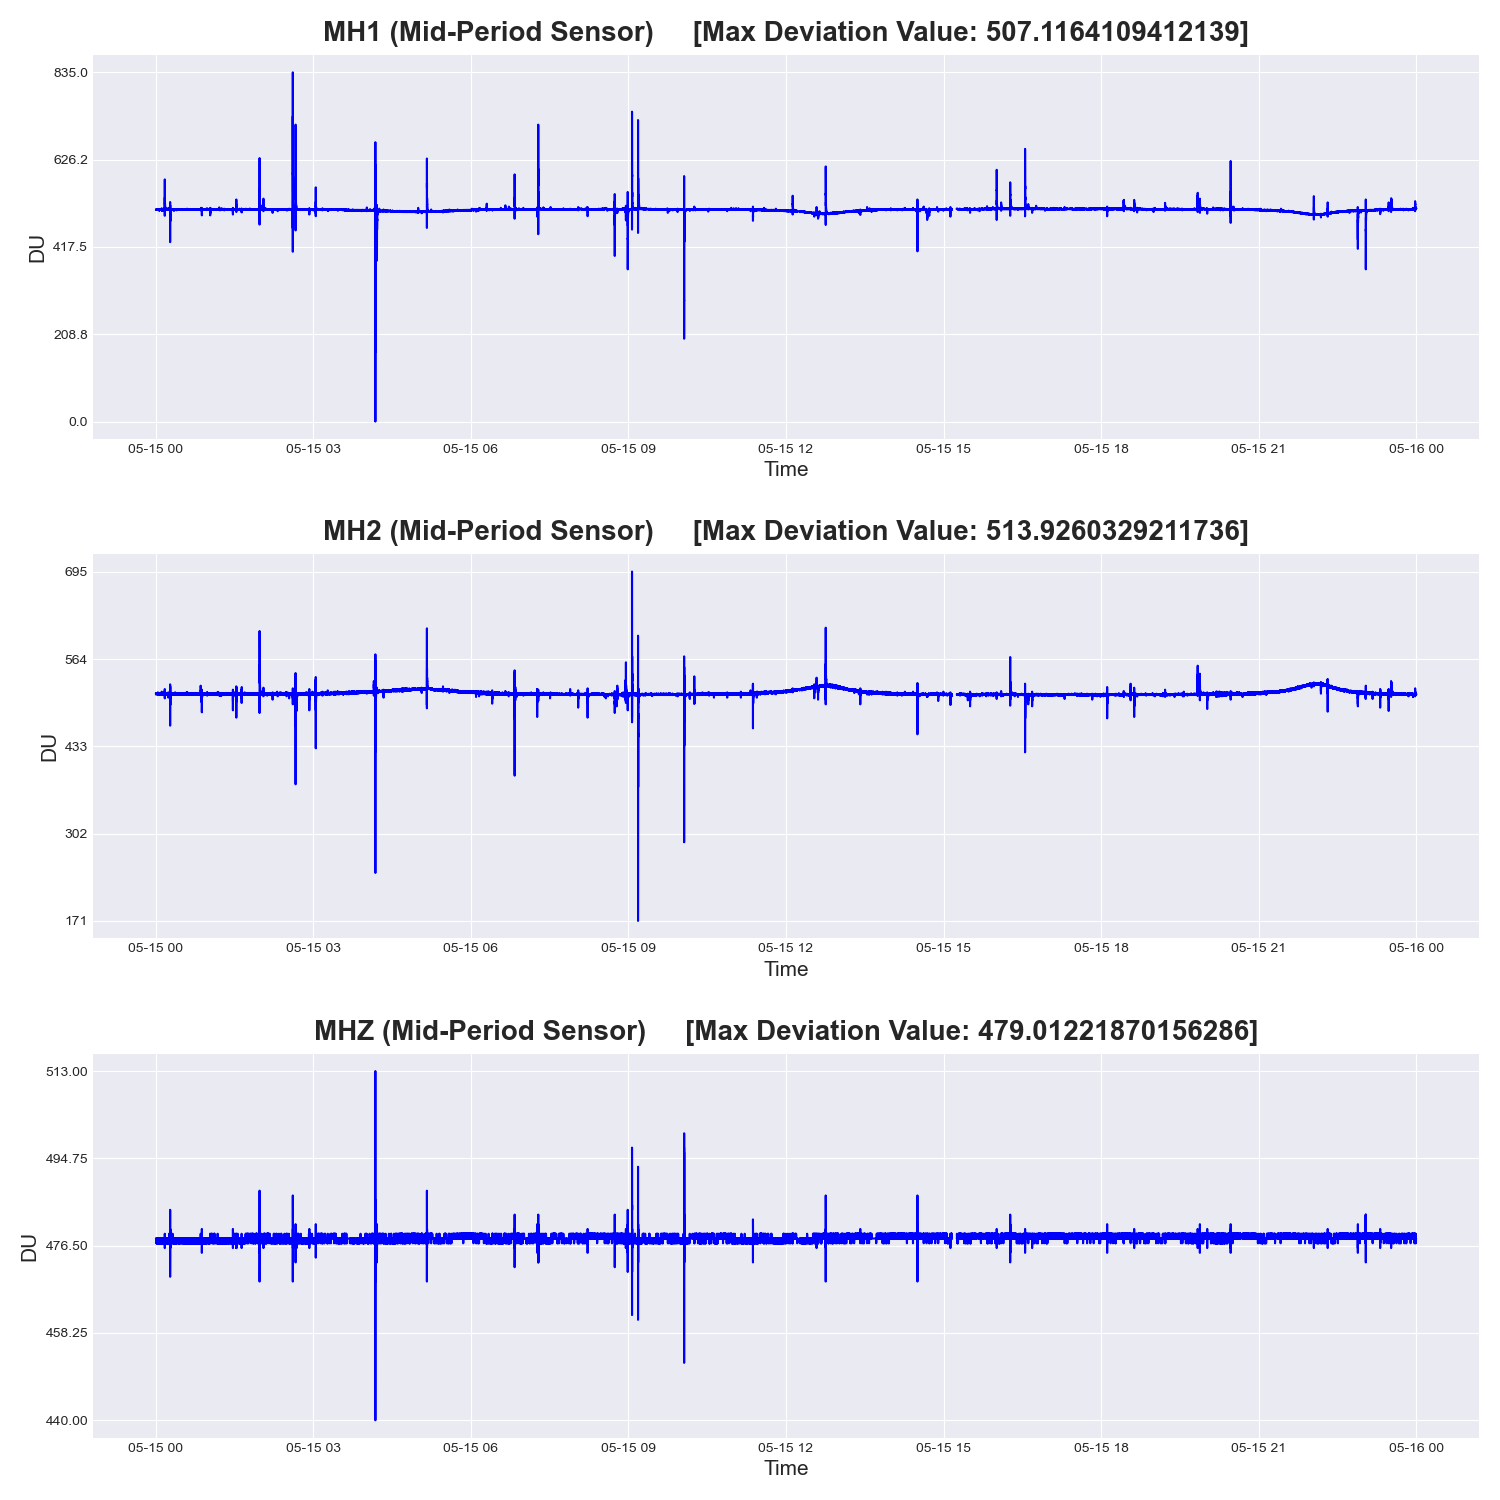 MH1 (Mid-Period Sensor)     [Max Deviation Value: 507.1164109412139]
835.0
626.2
417.5
208.8
0.0
DU
05-15 00 05-15 03 05-15 06 05-15 09 05-15 12 05-15 15 05-15 18 05-15 21 05-16 00
Time
MH2 (Mid-Period Sensor)     [Max Deviation Value: 513.9260329211736]
695
564
433
302
171
DU
05-15 00 05-15 03 05-15 06 05-15 09 05-15 12 05-15 15 05-15 18 05-15 21 05-16 00
Time
MHZ (Mid-Period Sensor)     [Max Deviation Value: 479.01221870156286]
513.00
494.75
476.50
458.25
440.00
DU
05-15 00 05-15 03 05-15 06 05-15 09 05-15 12 05-15 15 05-15 18 05-15 21 05-16 00
Time